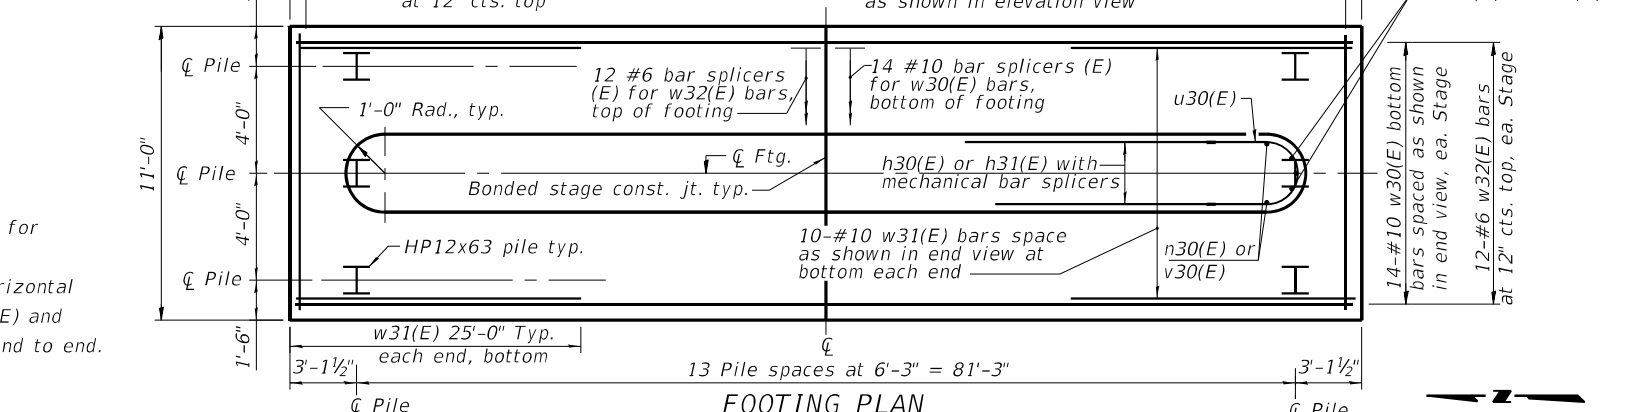 at 12" cts. top
as shown in elevation view
℄ Pile
12 #6 bar splicers
(E) for w32(E) bars,
top of footing
14 #10 bar splicers (E)
for w30(E) bars,
bottom of footing
u30(E)
1'-0" Rad., typ.
4'-0"
11'-0"
℄ Pile
℄ Ftg.
Bonded stage const. jt. typ.
h30(E) or h31(E) with
mechanical bar splicers
14-#10 w30(E) bottom
bars spaced as shown
in end view, ea. Stage
12-#6 w32(E) bars
at 12" cts. top, ea. Stage
for
4'-0"
HP12x63 pile typ.
10-#10 w31(E) bars space
as shown in end view at
bottom each end
n30(E) or
v30(E)
℄ Pile
rizontal
E) and
nd to end.
1'-6"
w31(E) 25'-0" Typ.
each end, bottom
℄
3'-1½"
13 Pile spaces at 6'-3" = 81'-3"
3'-1½"
℄ Pile
FOOTING PLAN
℄ Pile
Z